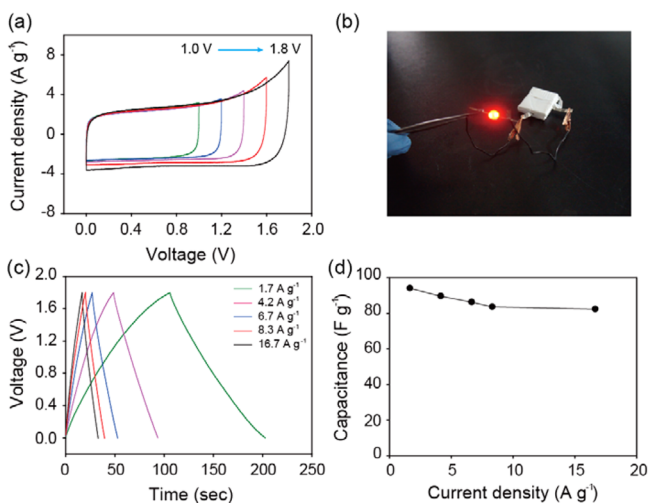 (a)
8
4
0
-4
-8
Current density (A g⁻¹)
1.0 V
1.8 V
0.0
0.4
0.8
1.2
1.6
2.0
Voltage (V)
(b)
(c)
2.0
1.6
1.2
0.8
0.4
0.0
Voltage (V)
1.7 A g⁻¹
4.2 A g⁻¹
6.7 A g⁻¹
8.3 A g⁻¹
16.7 A g⁻¹
0
50
100
150
200
250
Time (sec)
(d)
100
80
60
40
20
0
Capacitance (F g⁻¹)
0
5
10
15
20
Current density (A g⁻¹)